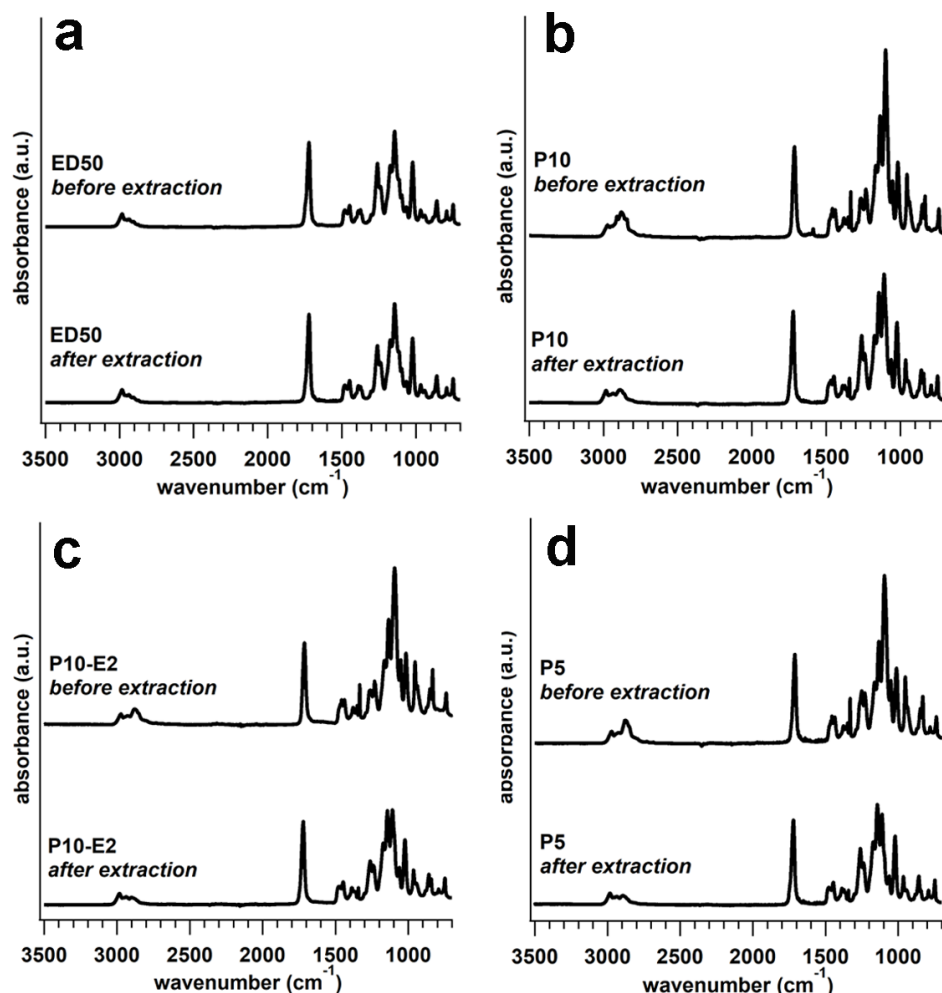 a
absorbance (a.u.)
ED50
before extraction
ED50
after extraction
3500 3000 2500 2000 1500 1000
wavenumber (cm⁻¹)
b
absorbance (a.u.)
P10
before extraction
P10
after extraction
3500 3000 2500 2000 1500 1000
wavenumber (cm⁻¹)
c
absorbance (a.u.)
P10-E2
before extraction
P10-E2
after extraction
3500 3000 2500 2000 1500 1000
wavenumber (cm⁻¹)
d
absorbance (a.u.)
P5
before extraction
P5
after extraction
3500 3000 2500 2000 1500 1000
wavenumber (cm⁻¹)